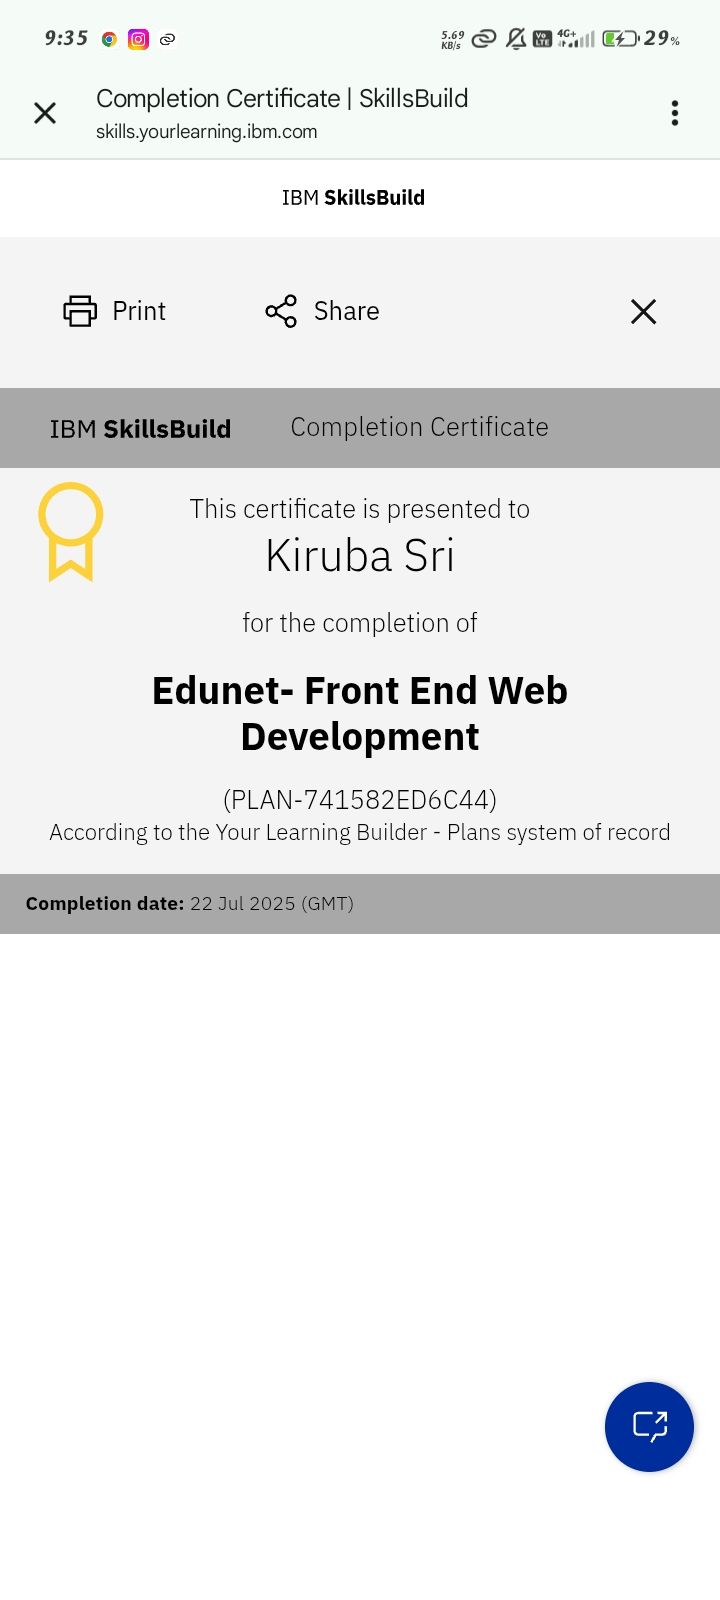 9:35
5.69 KB/s
Vo LTE
4G+
29%
Completion Certificate | SkillsBuild
skills.yourlearning.ibm.com
IBM SkillsBuild
Print
Share
IBM SkillsBuild
Completion Certificate
This certificate is presented to
Kiruba Sri
for the completion of
Edunet- Front End Web
Development
(PLAN-741582ED6C44)
According to the Your Learning Builder - Plans system of record
Completion date: 22 Jul 2025 (GMT)